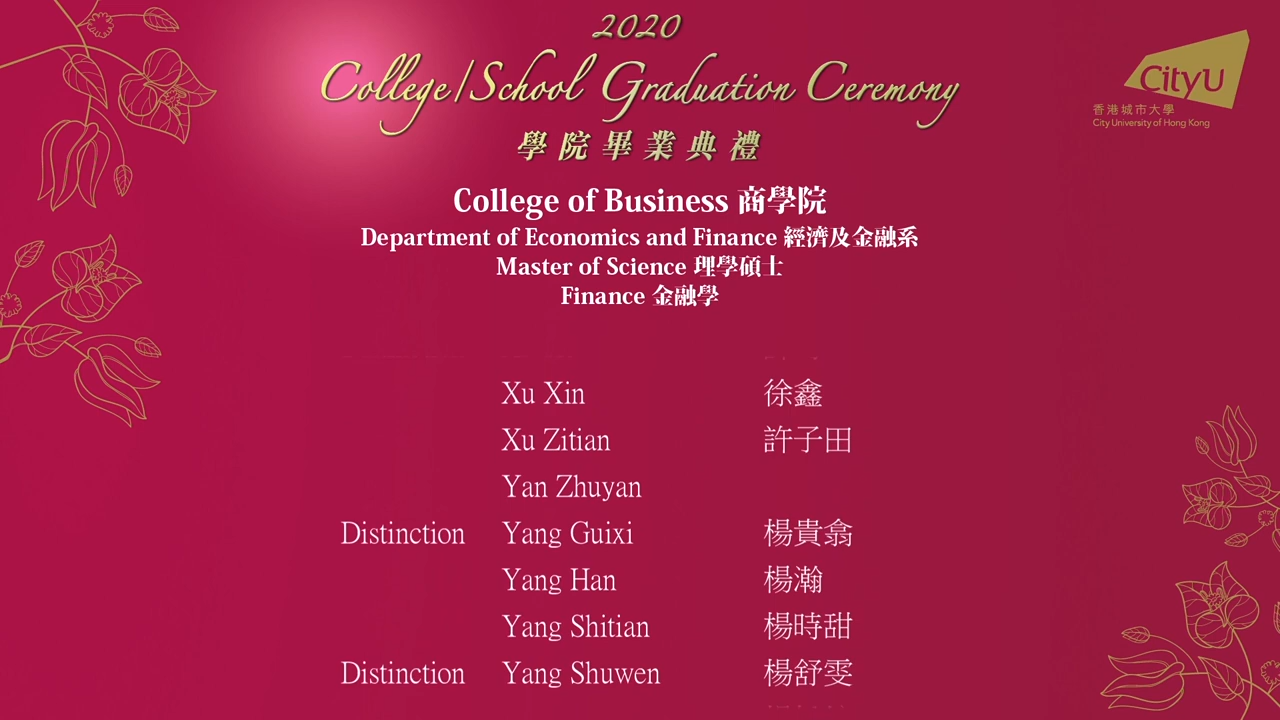 2020
College/School Graduation Ceremony
學院畢業典禮
CityU
香港城市大學
City University of Hong Kong
College of Business 商學院
Department of Economics and Finance 經濟及金融系
Master of Science 理學碩士
Finance 金融學
Xu Xin 徐鑫
Xu Zitian 許子田
Yan Zhuyan
Distinction Yang Guixi 楊貴翕
Yang Han 楊瀚
Yang Shitian 楊時甜
Distinction Yang Shuwen 楊舒雯